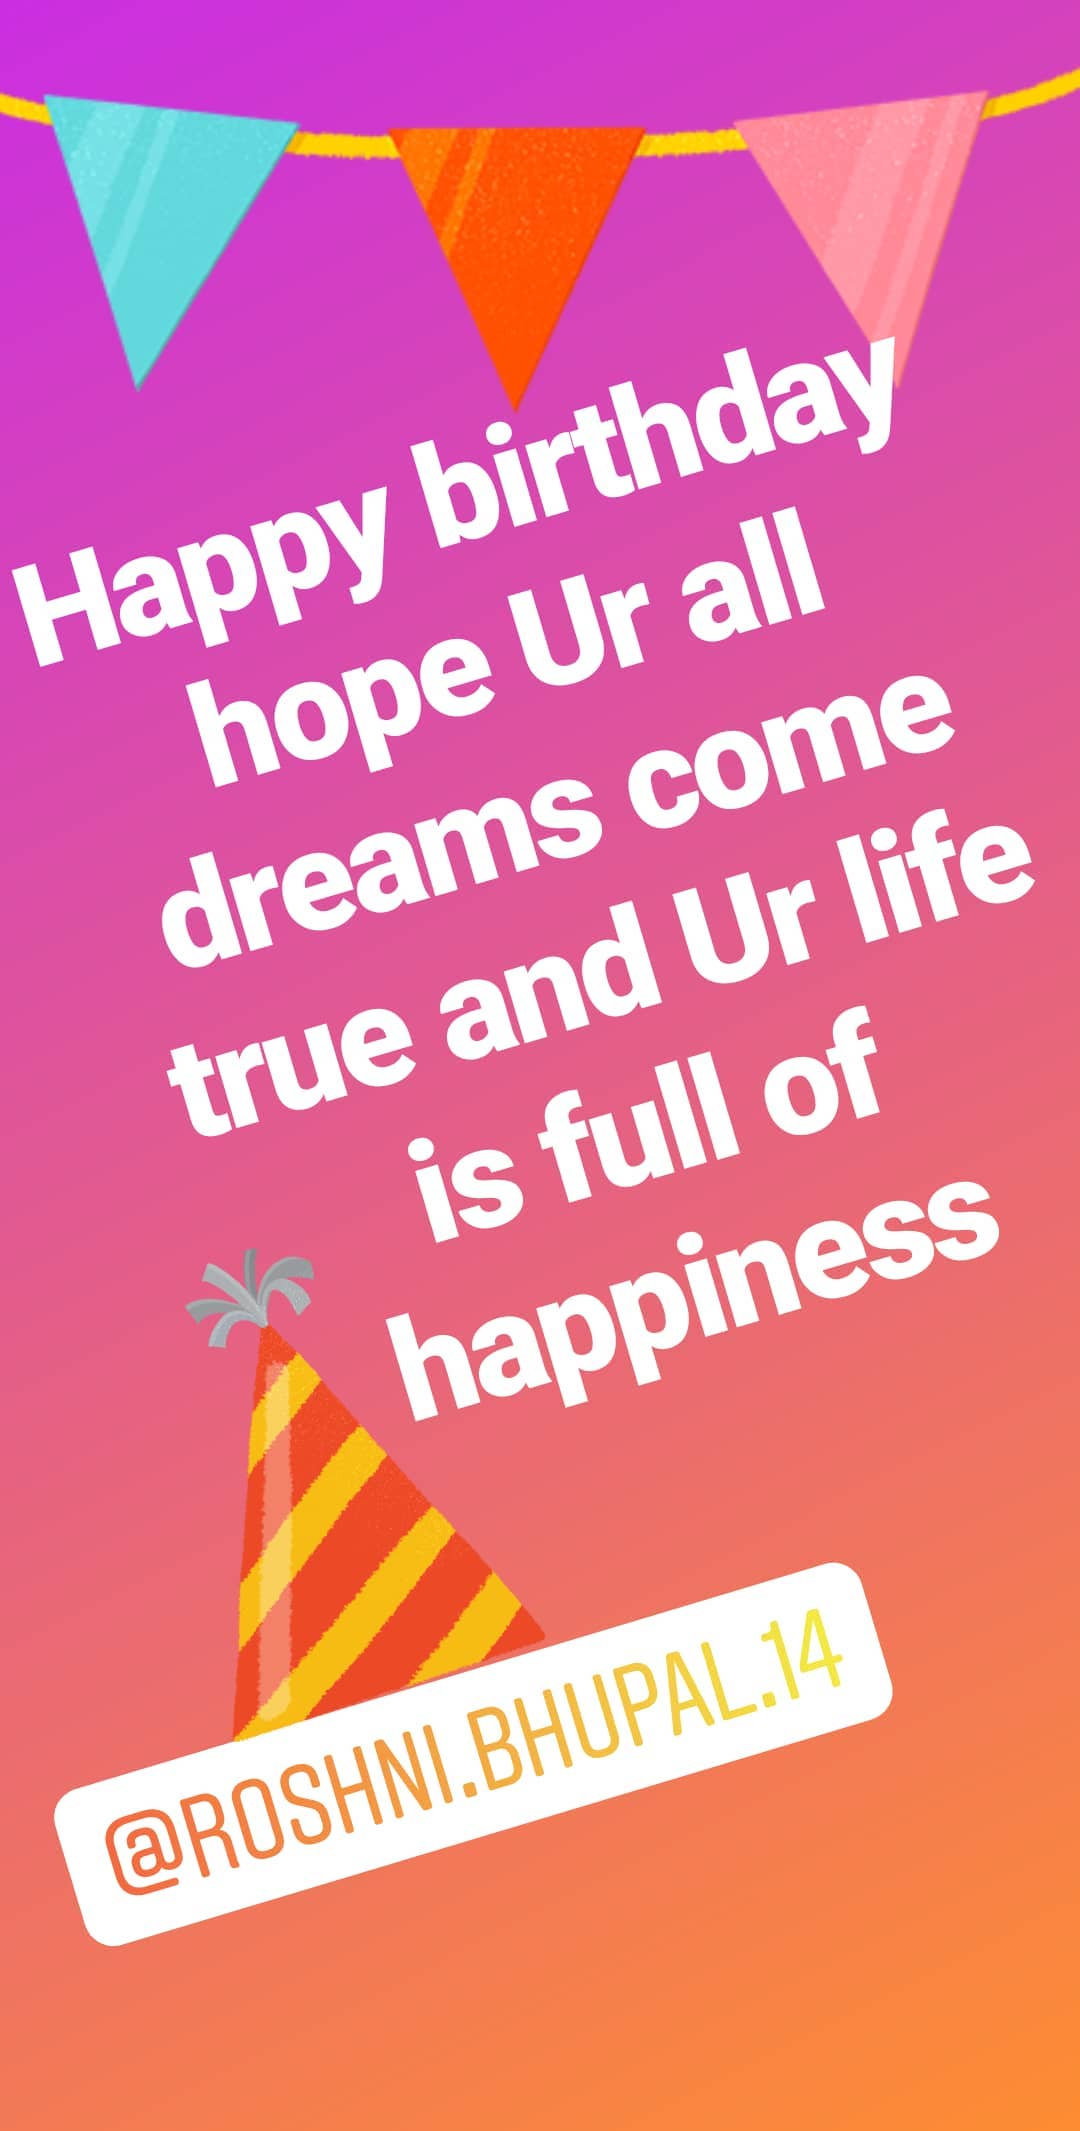 Happy birthday
hope Ur all
dreams come
true and Ur life
is full of
happiness
@ROSHNI.BHUPAL.14